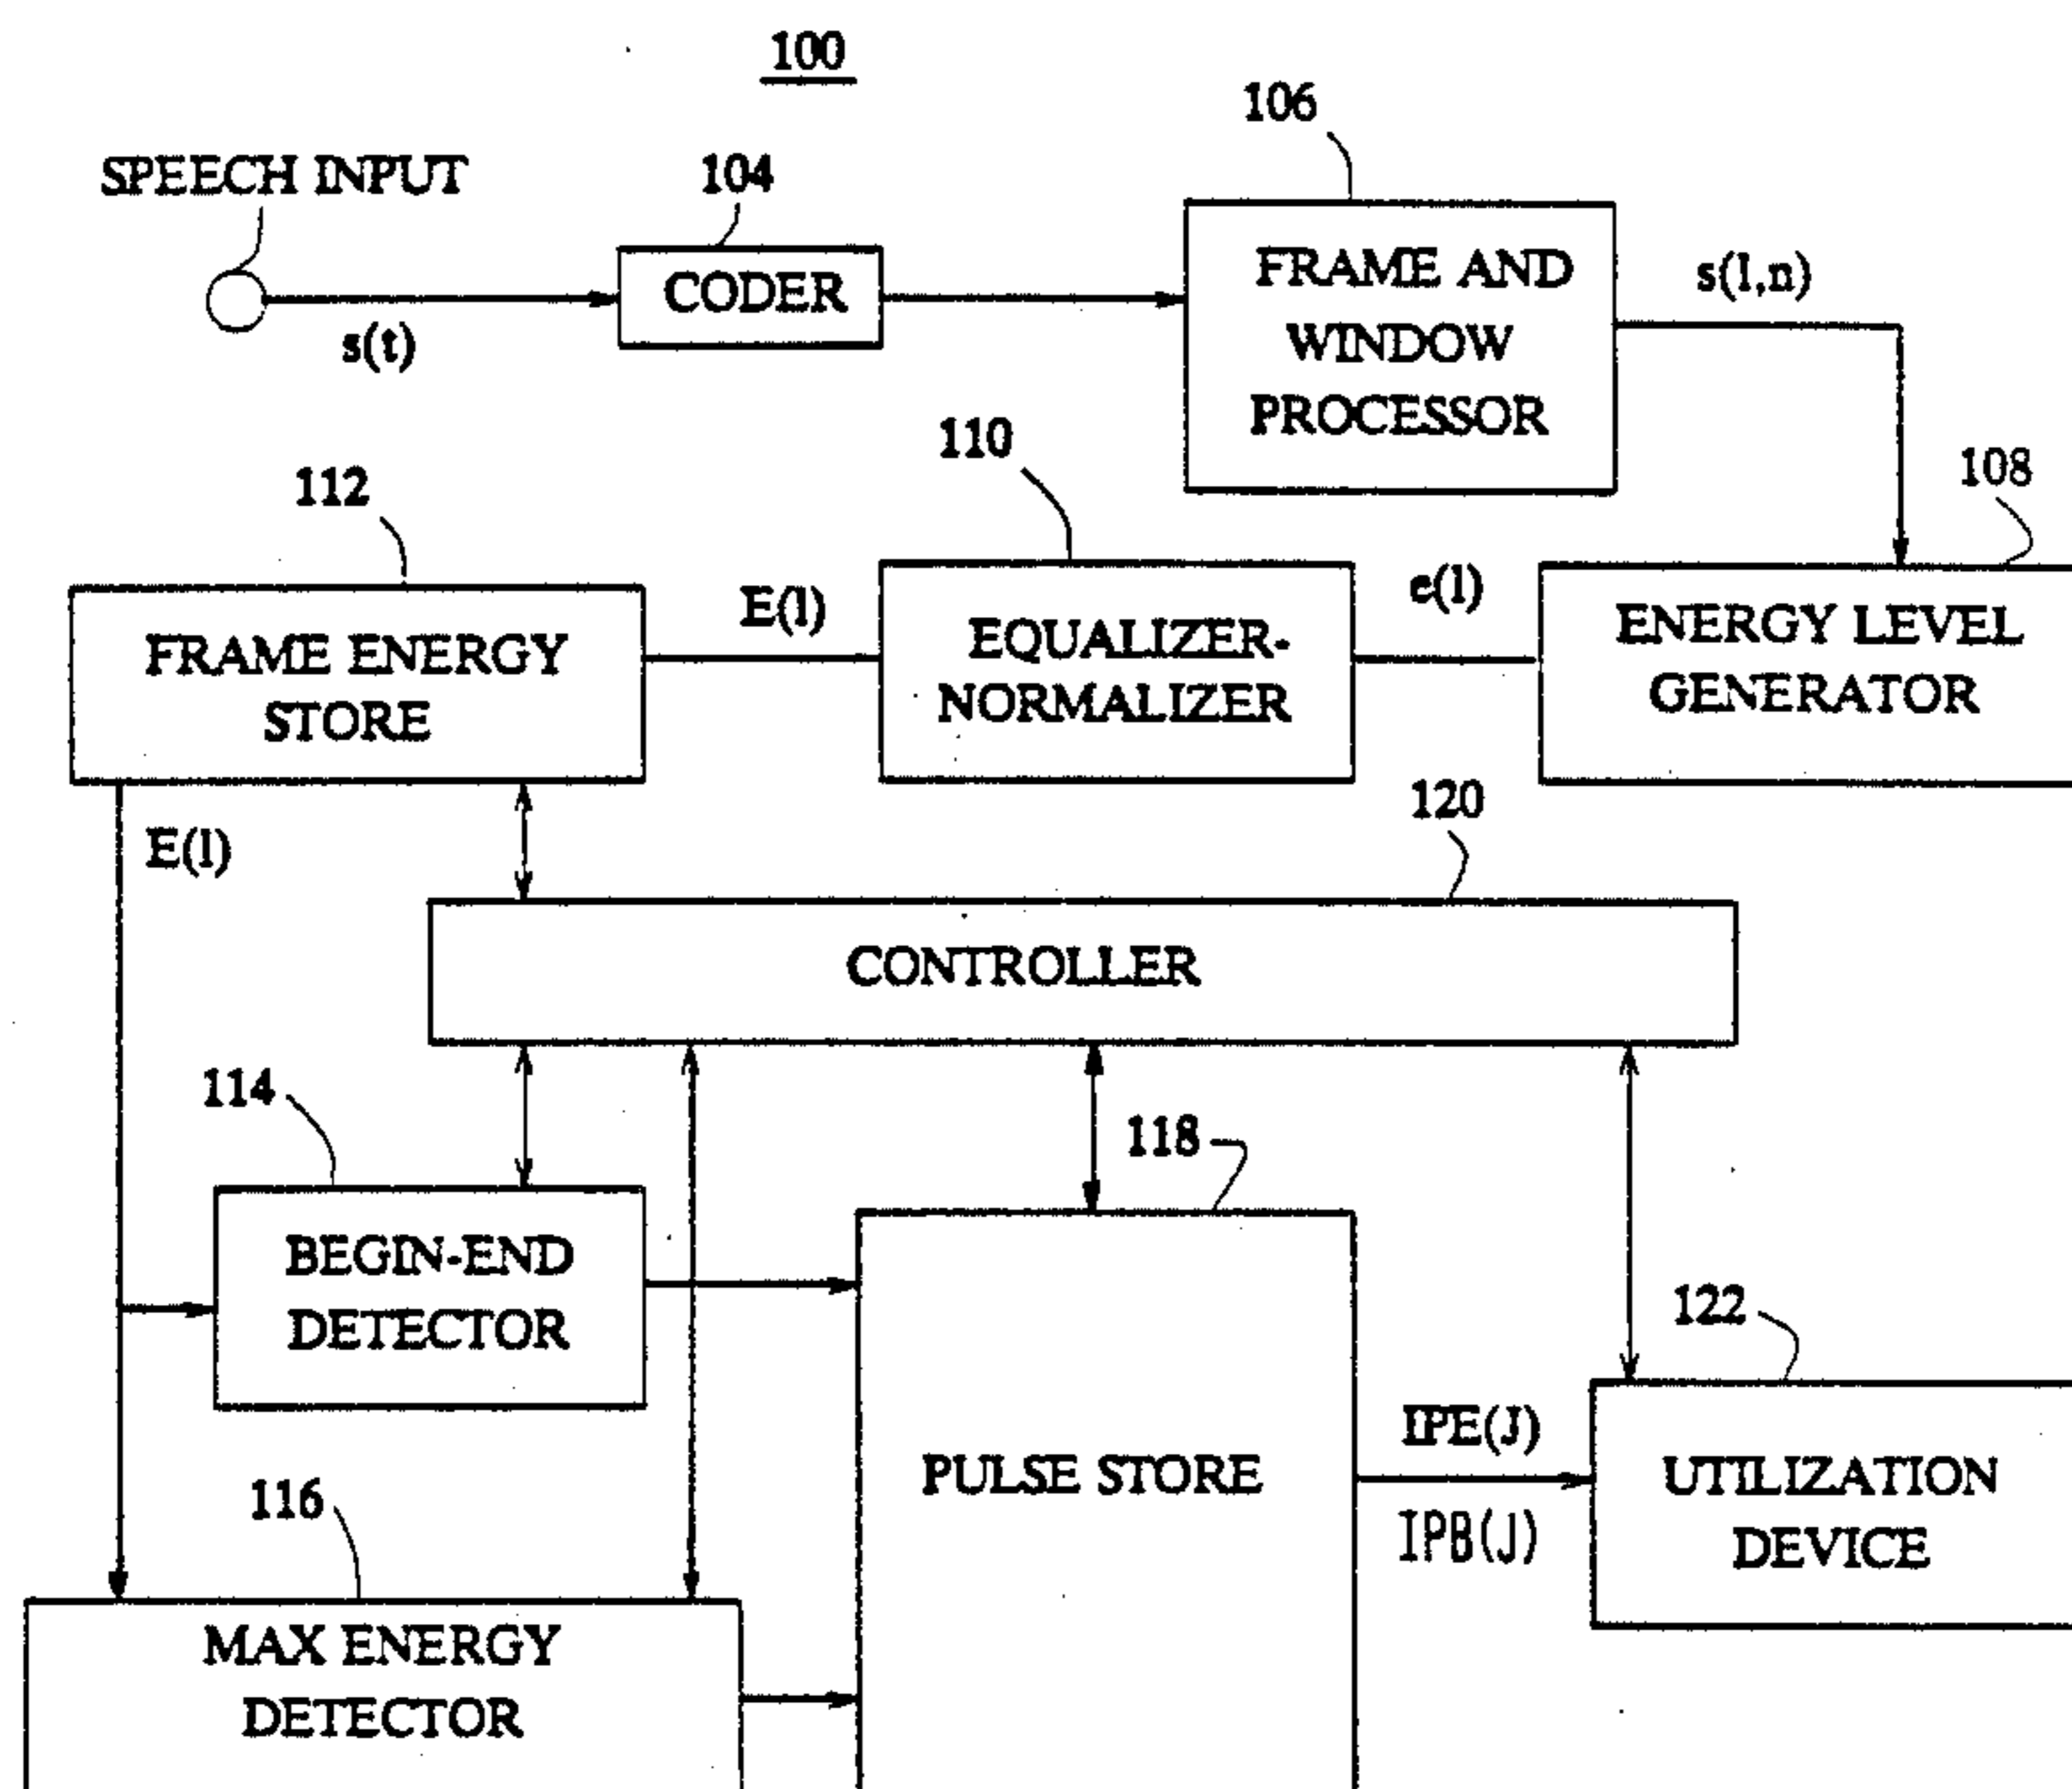 100
106
SPEECH INPUT
104
CODER
s(t)
FRAME AND
WINDOW
PROCESSOR
s(l,n)
110
108
112
FRAME ENERGY
STORE
E(l)
EQUALIZER-
NORMALIZER
e(l)
ENERGY LEVEL
GENERATOR
E(l)
120
CONTROLLER
114
118
BEGIN-END
DETECTOR
122
116
PULSE STORE
IPE(J)
IPB(J)
UTILIZATION
DEVICE
MAX ENERGY
DETECTOR